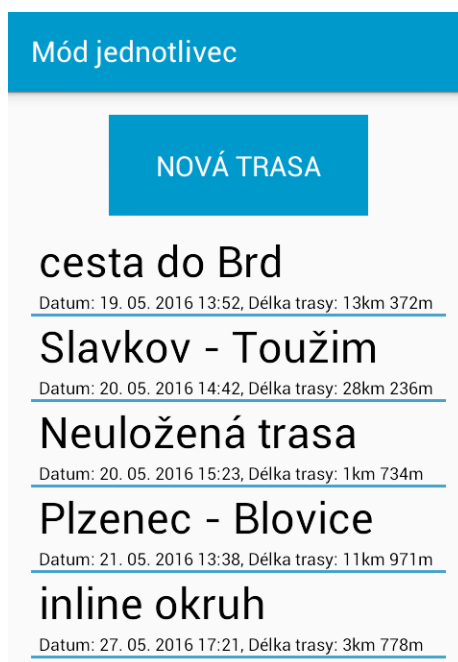 Mód jednotlivec
NOVÁ TRASA
cesta do Brd
Datum: 19. 05. 2016 13:52, Délka trasy: 13km 372m
Slavkov - Toužim
Datum: 20. 05. 2016 14:42, Délka trasy: 28km 236m
Neuložená trasa
Datum: 20. 05. 2016 15:23, Délka trasy: 1km 734m
Plzenec - Blovice
Datum: 21. 05. 2016 13:38, Délka trasy: 11km 971m
inline okruh
Datum: 27. 05. 2016 17:21, Délka trasy: 3km 778m